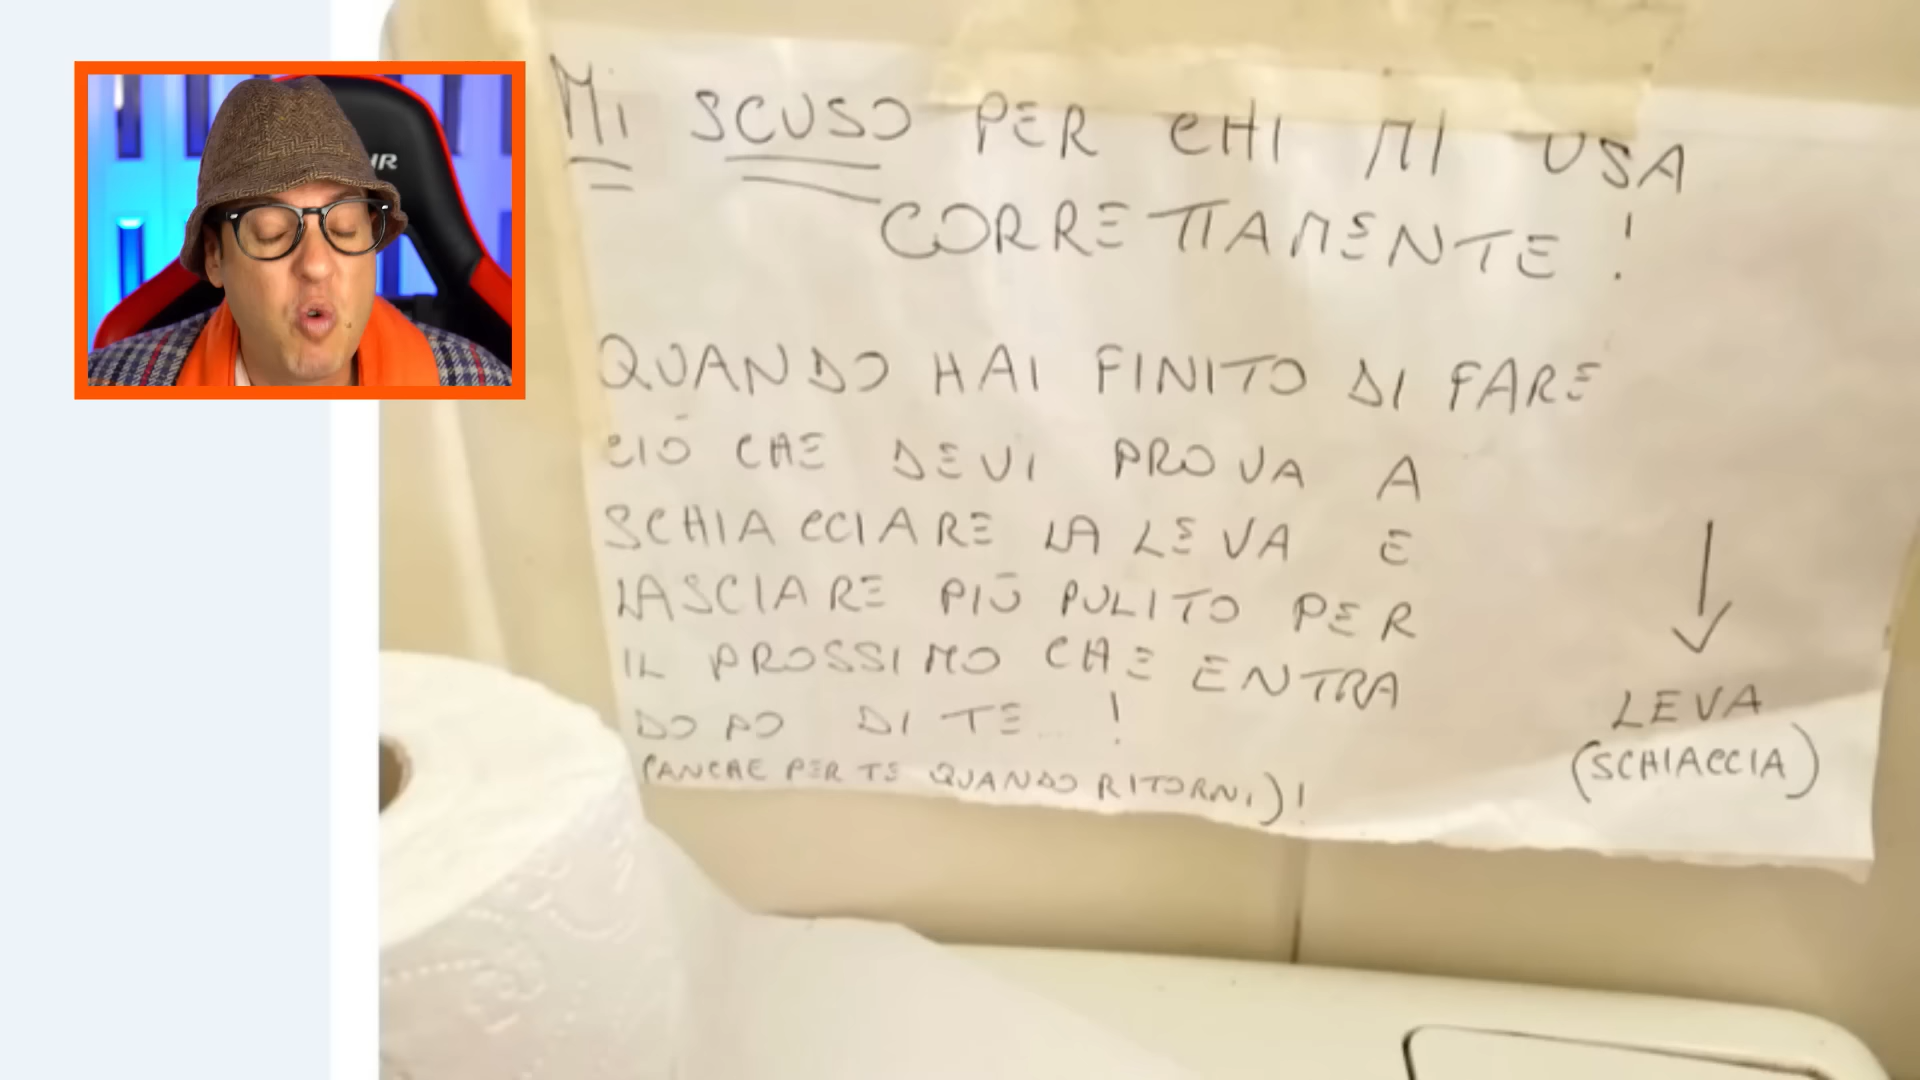 MI SCUSO PER CHI MI USA
CORRETTAMENTE!
QUANDO HAI FINITO DI FARE
CIÒ CHE DEVI PROVA A
SCHIACCIARE LA LEVA E
LASCIARE PIÙ PULITO PER
IL PROSSIMO CHE ENTRA
DOPO DI TE...!
(ANCHE PER TE QUANDO RITORNI)!
↓
LEVA
(SCHIACCIA)